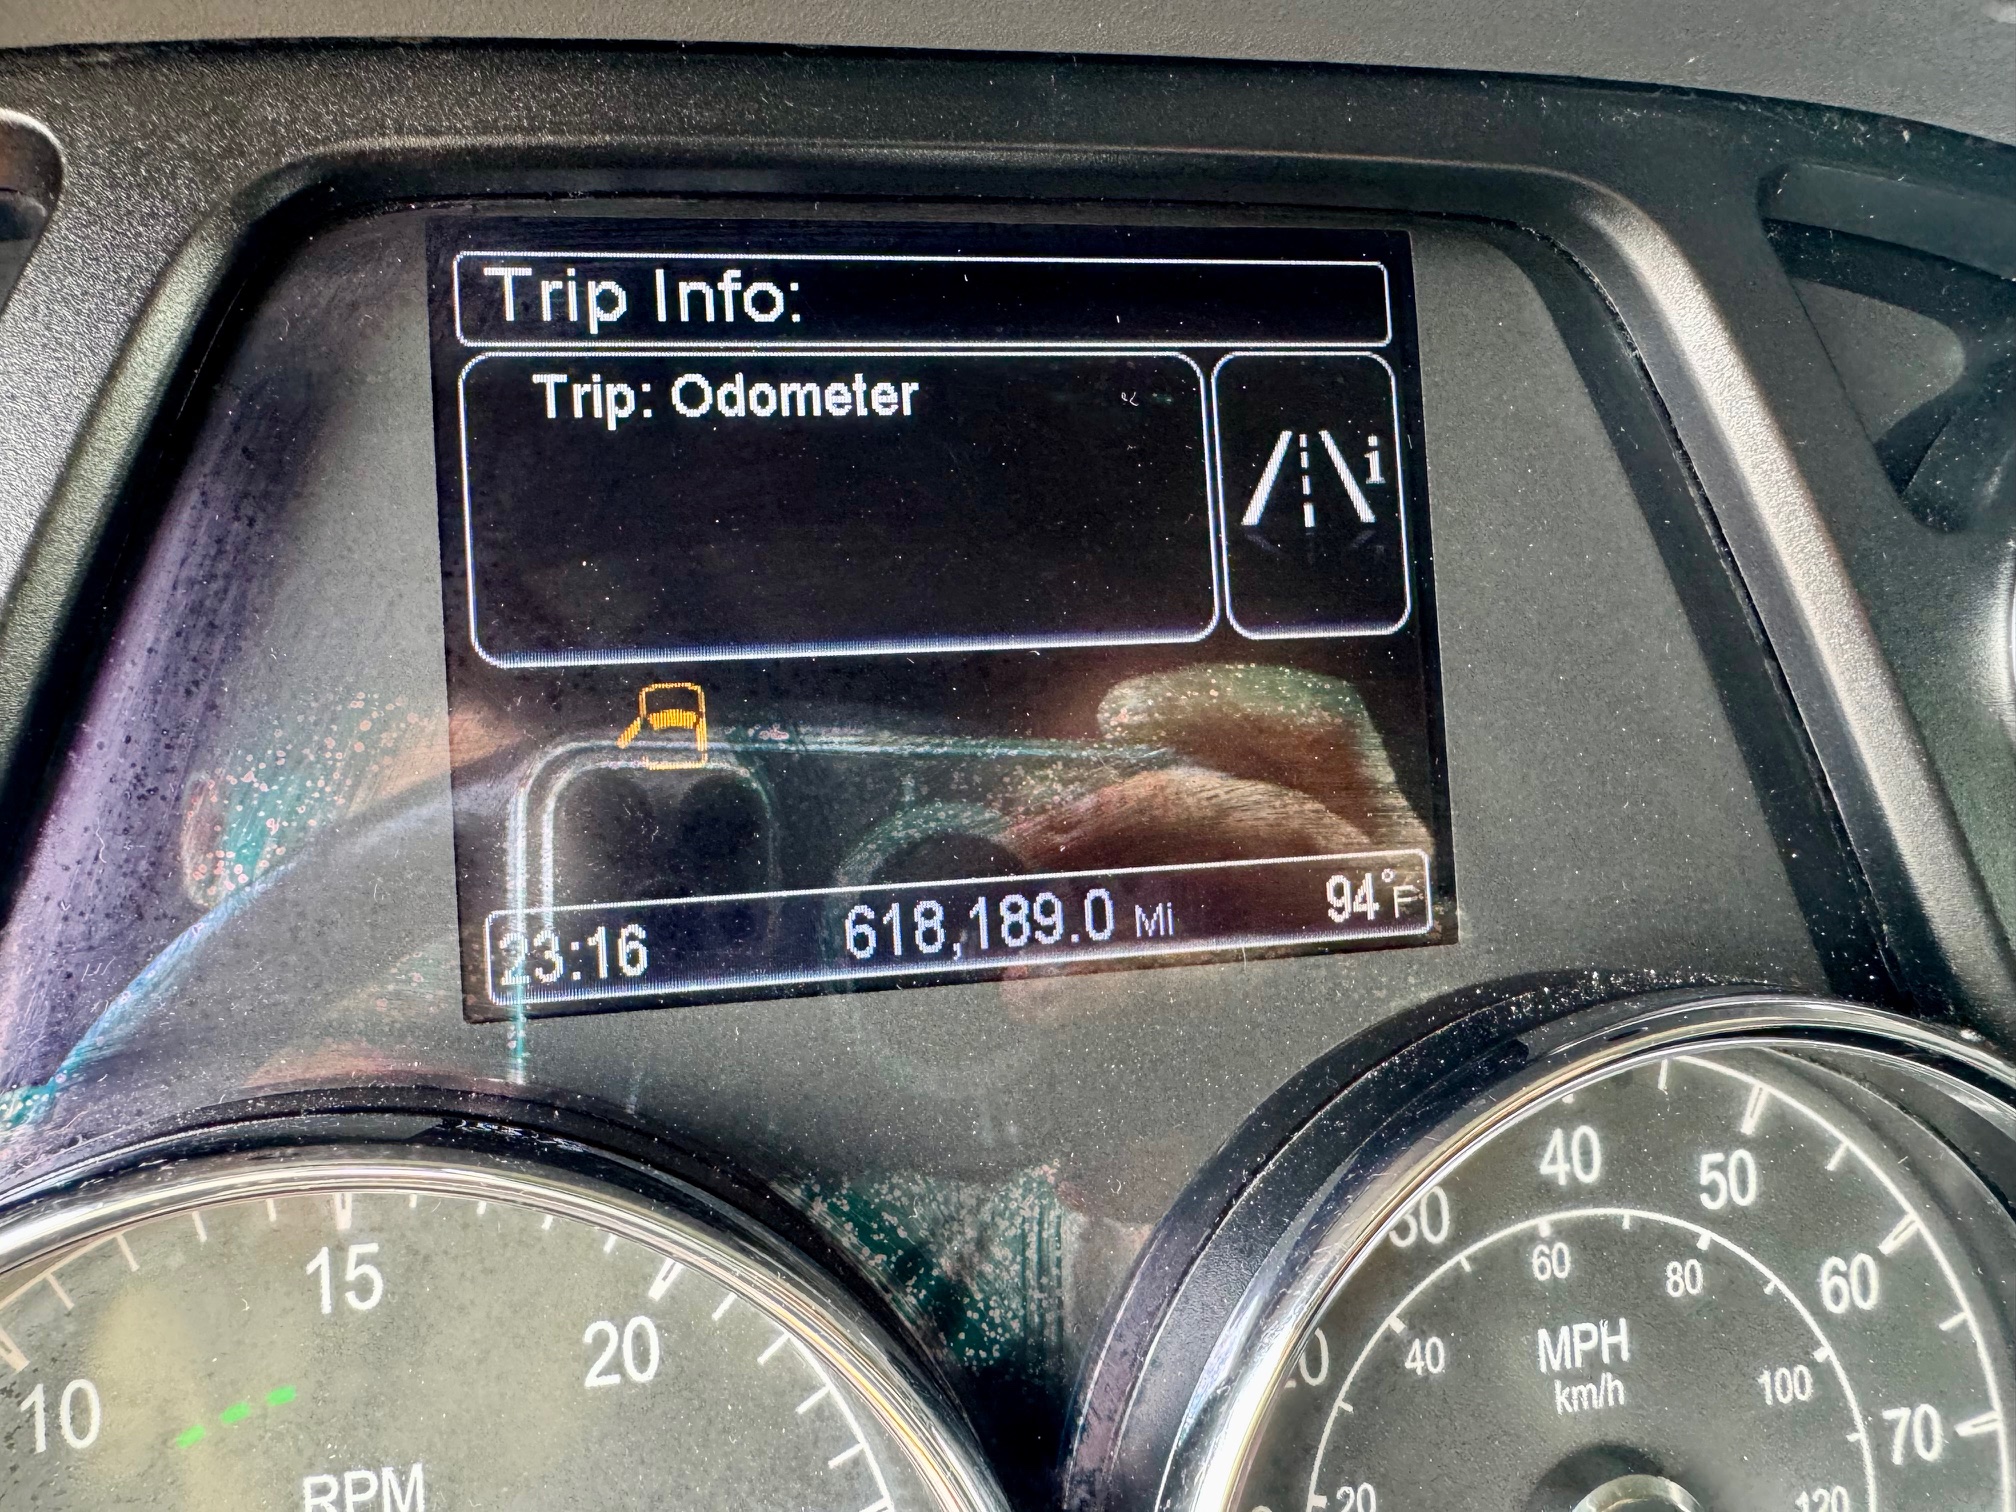 Trip Info:
Trip: Odometer
i
23:16 618,189.0 Mi 94°F
10 15 20
RPM
30 40 50 60 70
20 40 60 80 100 120
MPH
km/h